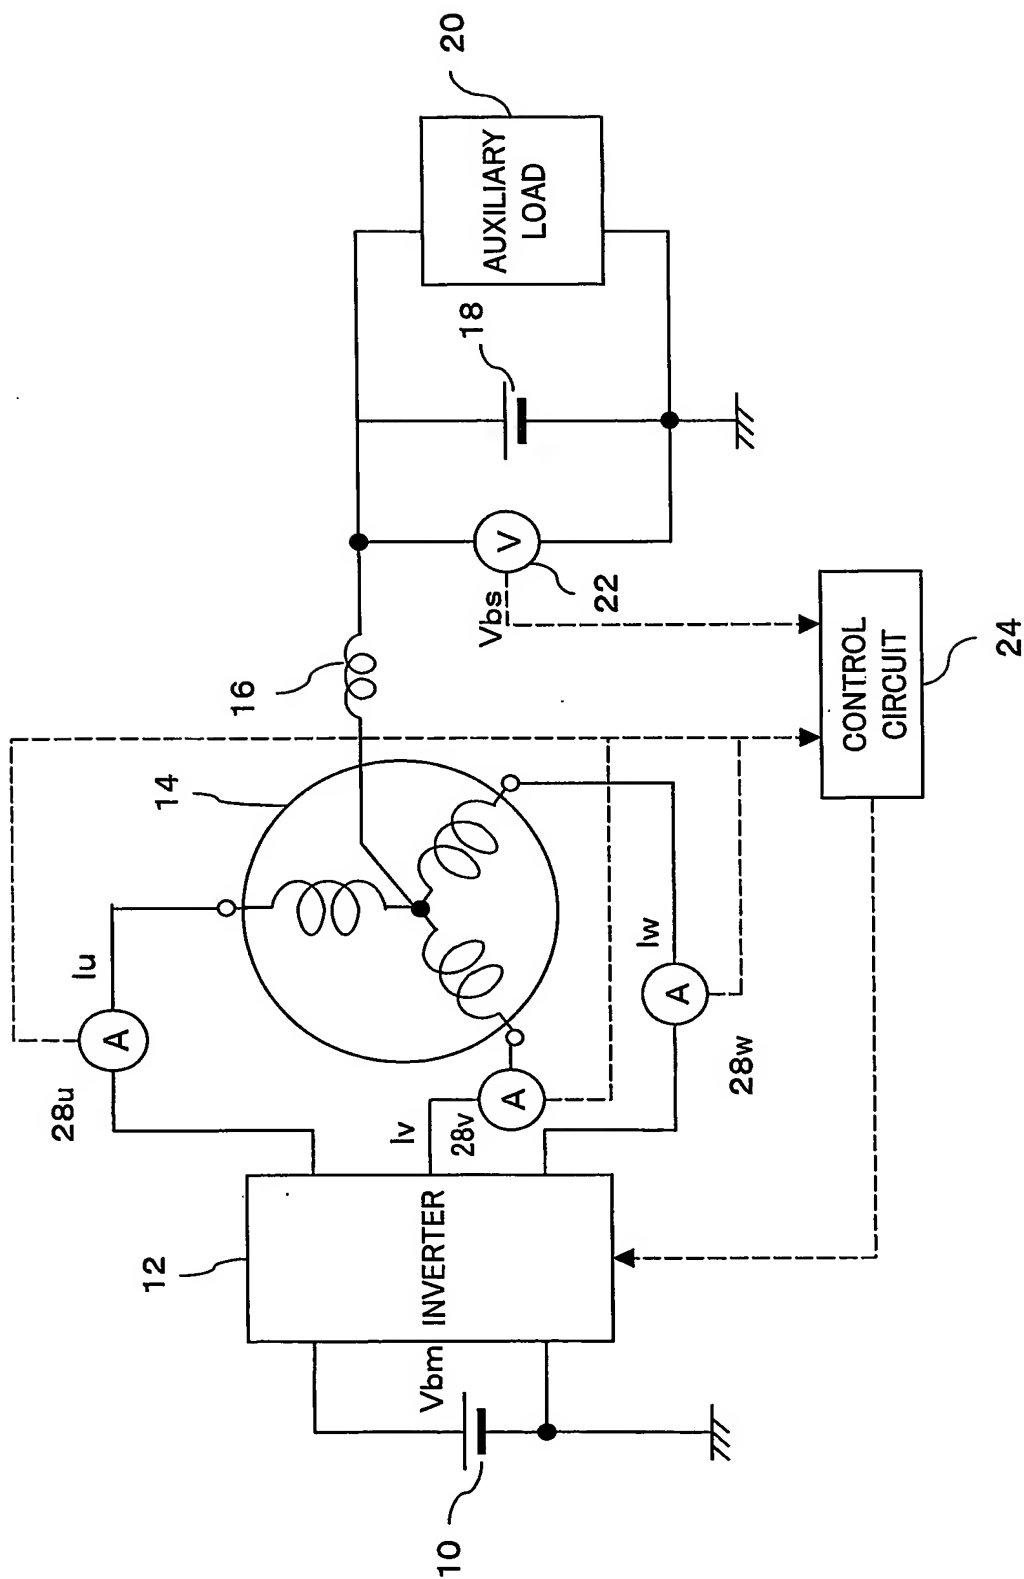 20
AUXILIARY
LOAD
18
V
22
Vbs
CONTROL
CIRCUIT
24
16
14
Iu
A
28u
Iv
A
28v
Iw
A
28w
12
INVERTER
Vbm
10